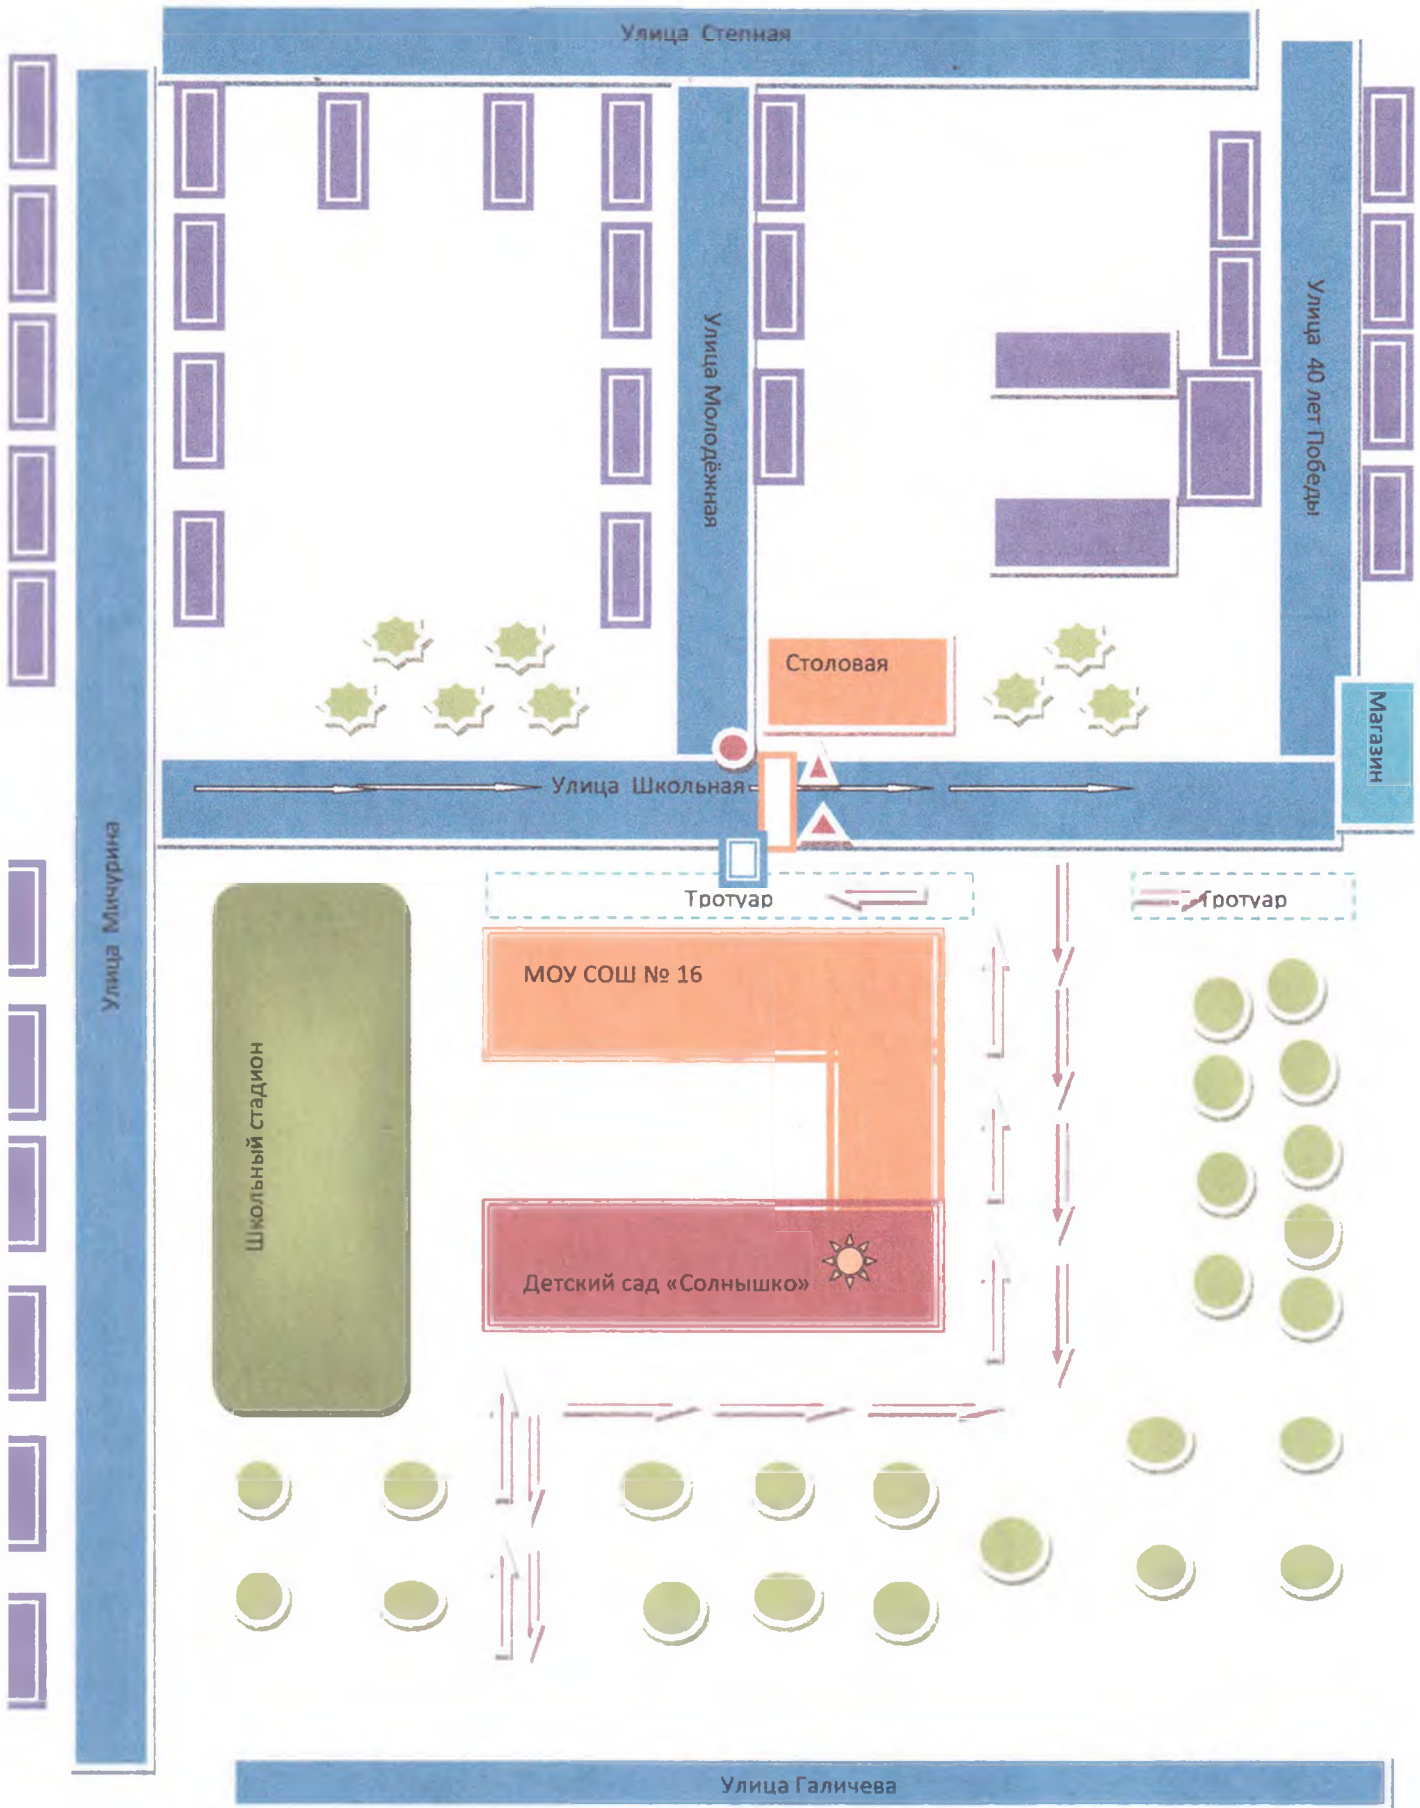 Улица Степная
Улица Молодёжная
Улица 40 лет Победы
Столовая
Магазин
Улица Школьная
Улица Мичурина
Тротуар
Тротуар
МОУ СОШ № 16
Школьный стадион
Детский сад «Солнышко»
Улица Галичева